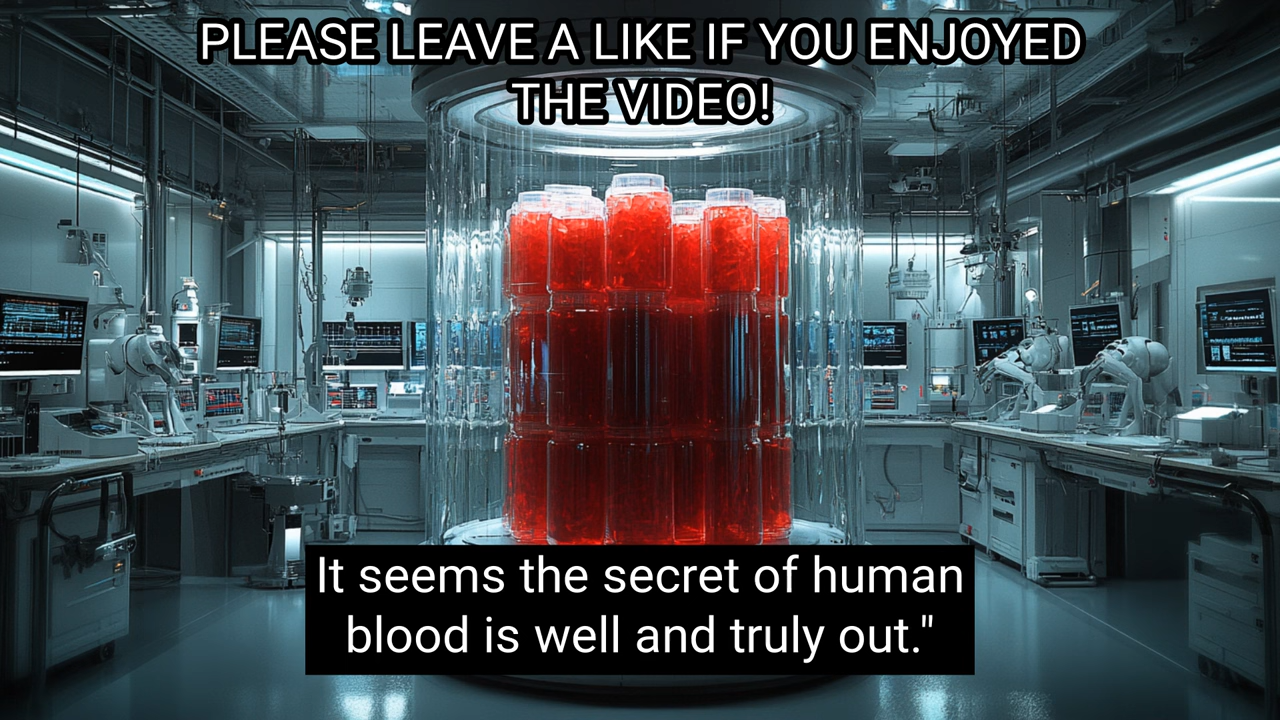 PLEASE LEAVE A LIKE IF YOU ENJOYED
THE VIDEO!
It seems the secret of human
blood is well and truly out."